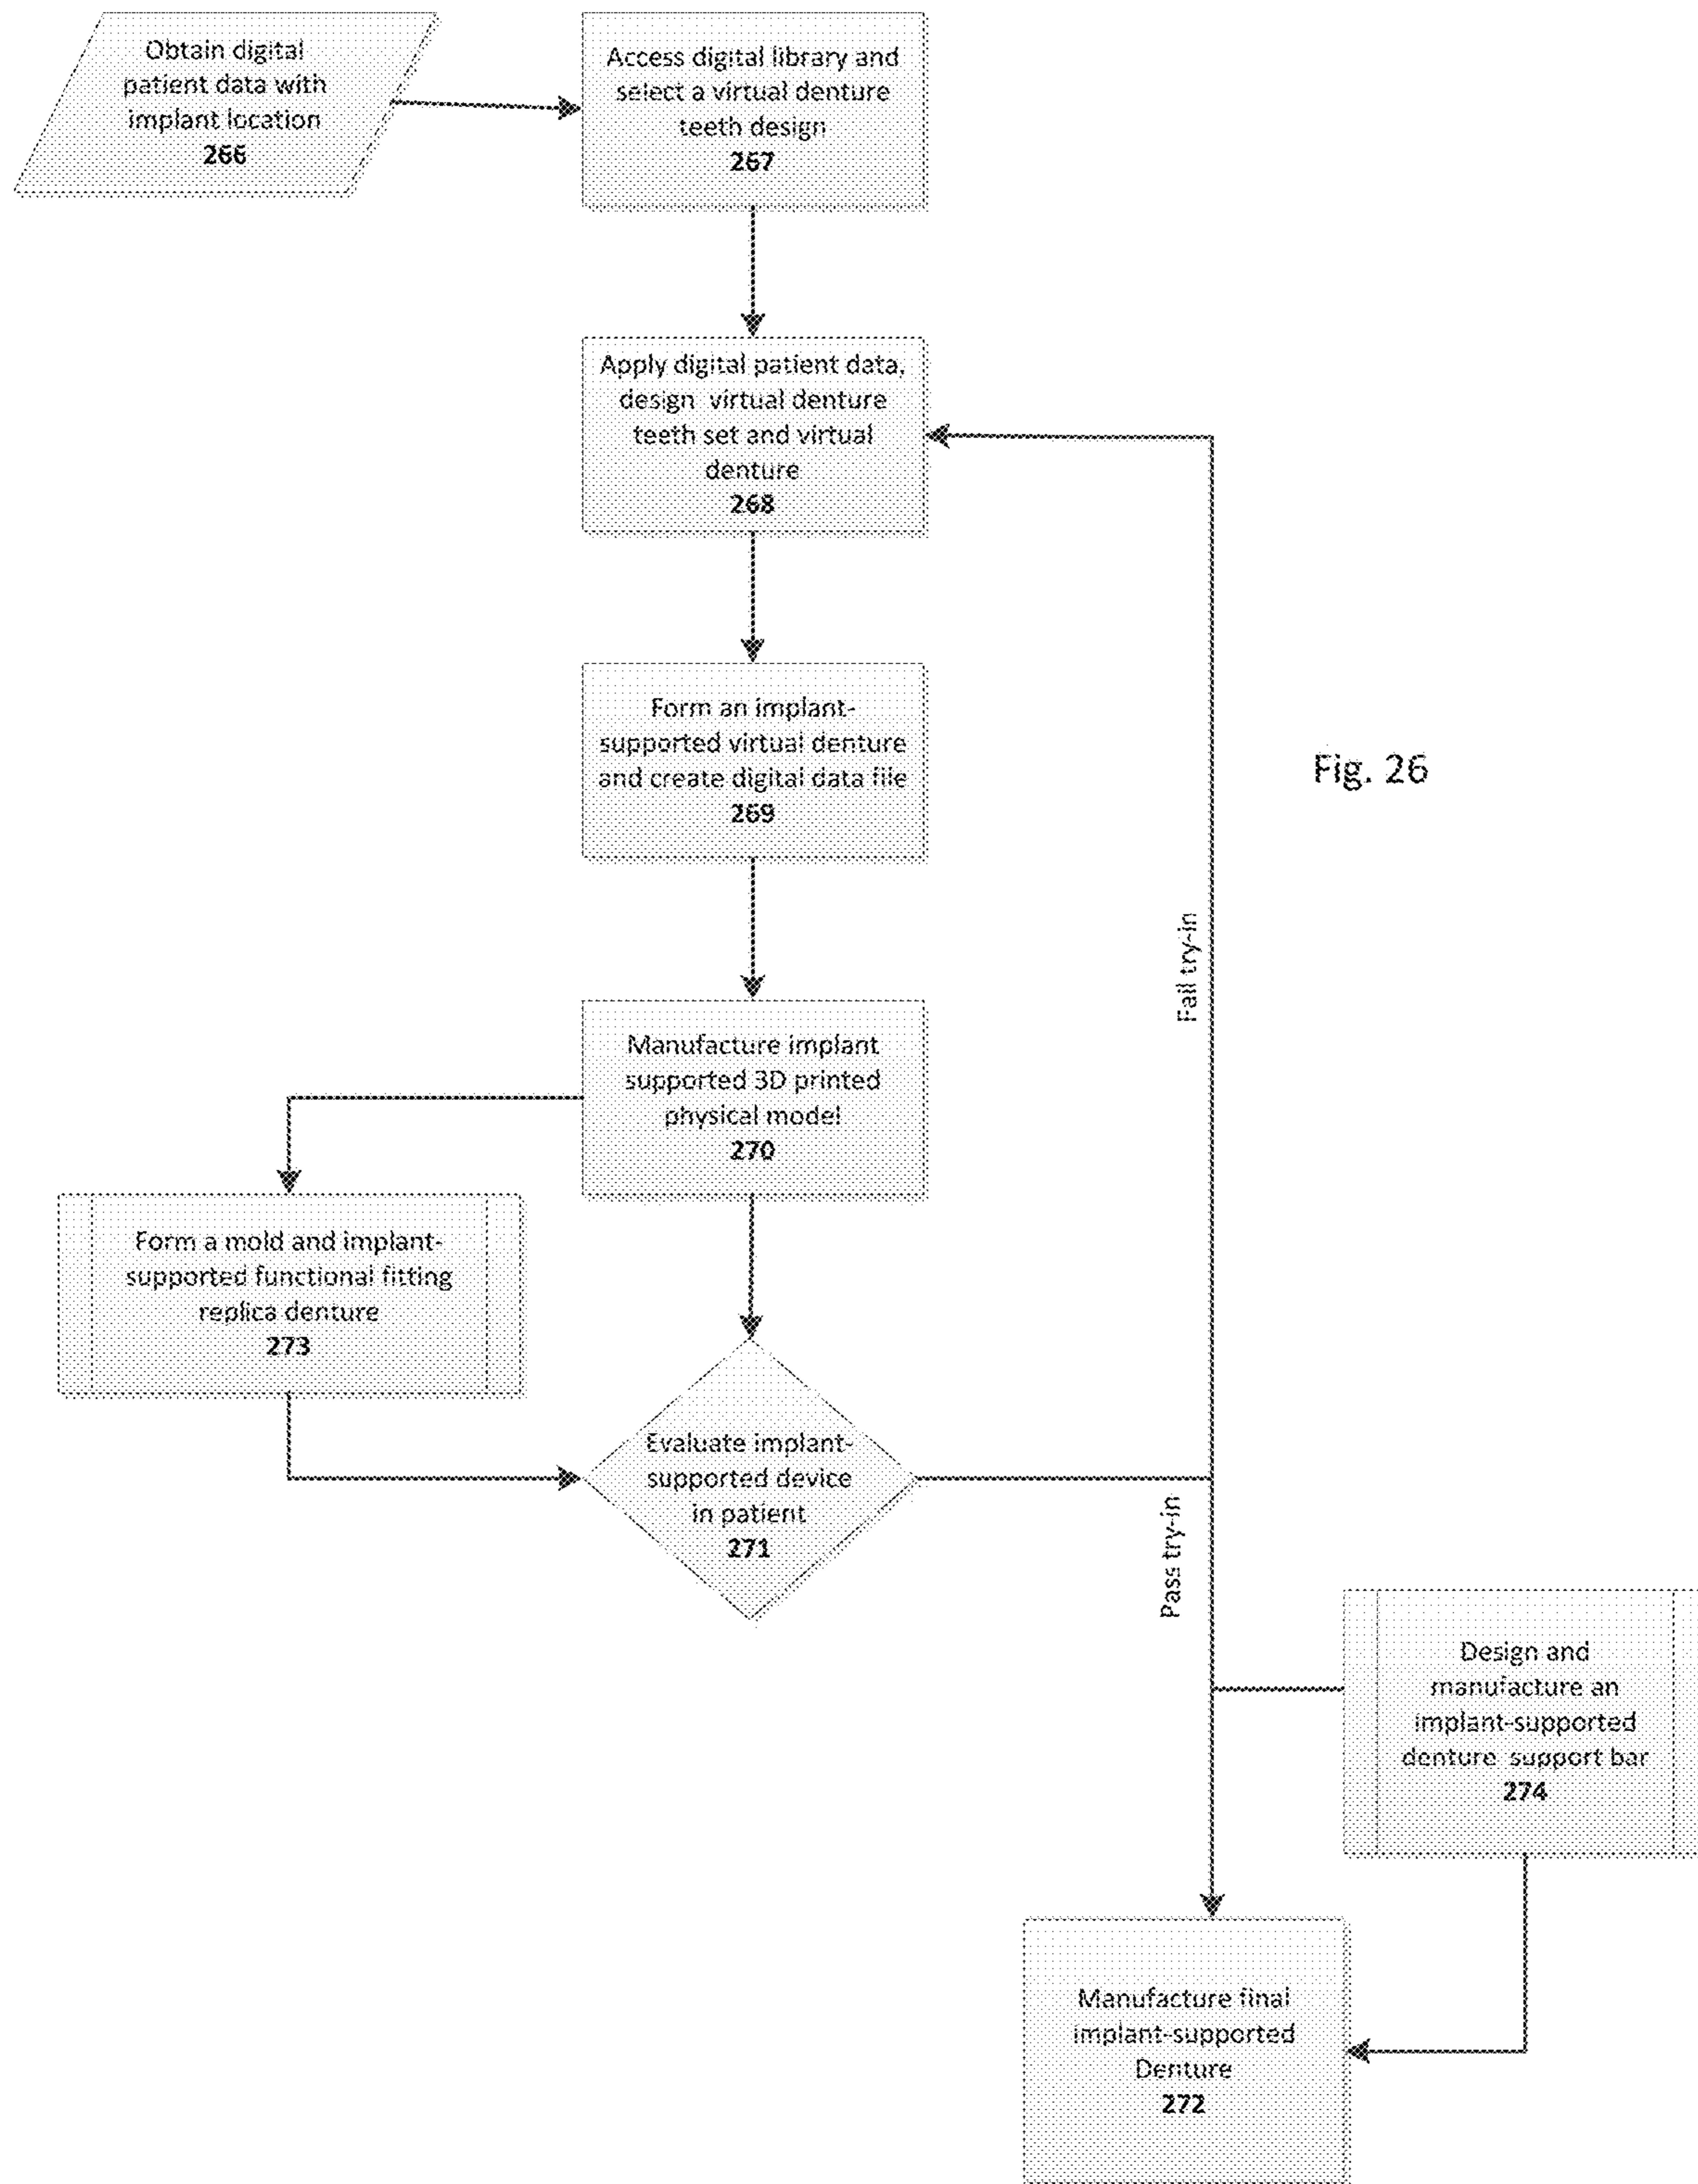 Obtain digital
patient data with
implant location
266
Access digital library and
select a virtual denture
teeth design
267
Apply digital patient data,
design virtual denture
teeth set and virtual
denture
268
Form an implant-
supported virtual denture
and create digital data file
269
Fig. 26
Fail try-in
Manufacture implant
supported 3D printed
physical model
270
Form a mold and implant-
supported functional fitting
replica denture
273
Evaluate implant-
supported device
in patient
271
Pass try-in
Design and
manufacture an
implant-supported
denture support bar
274
Manufacture final
implant-supported
Denture
272